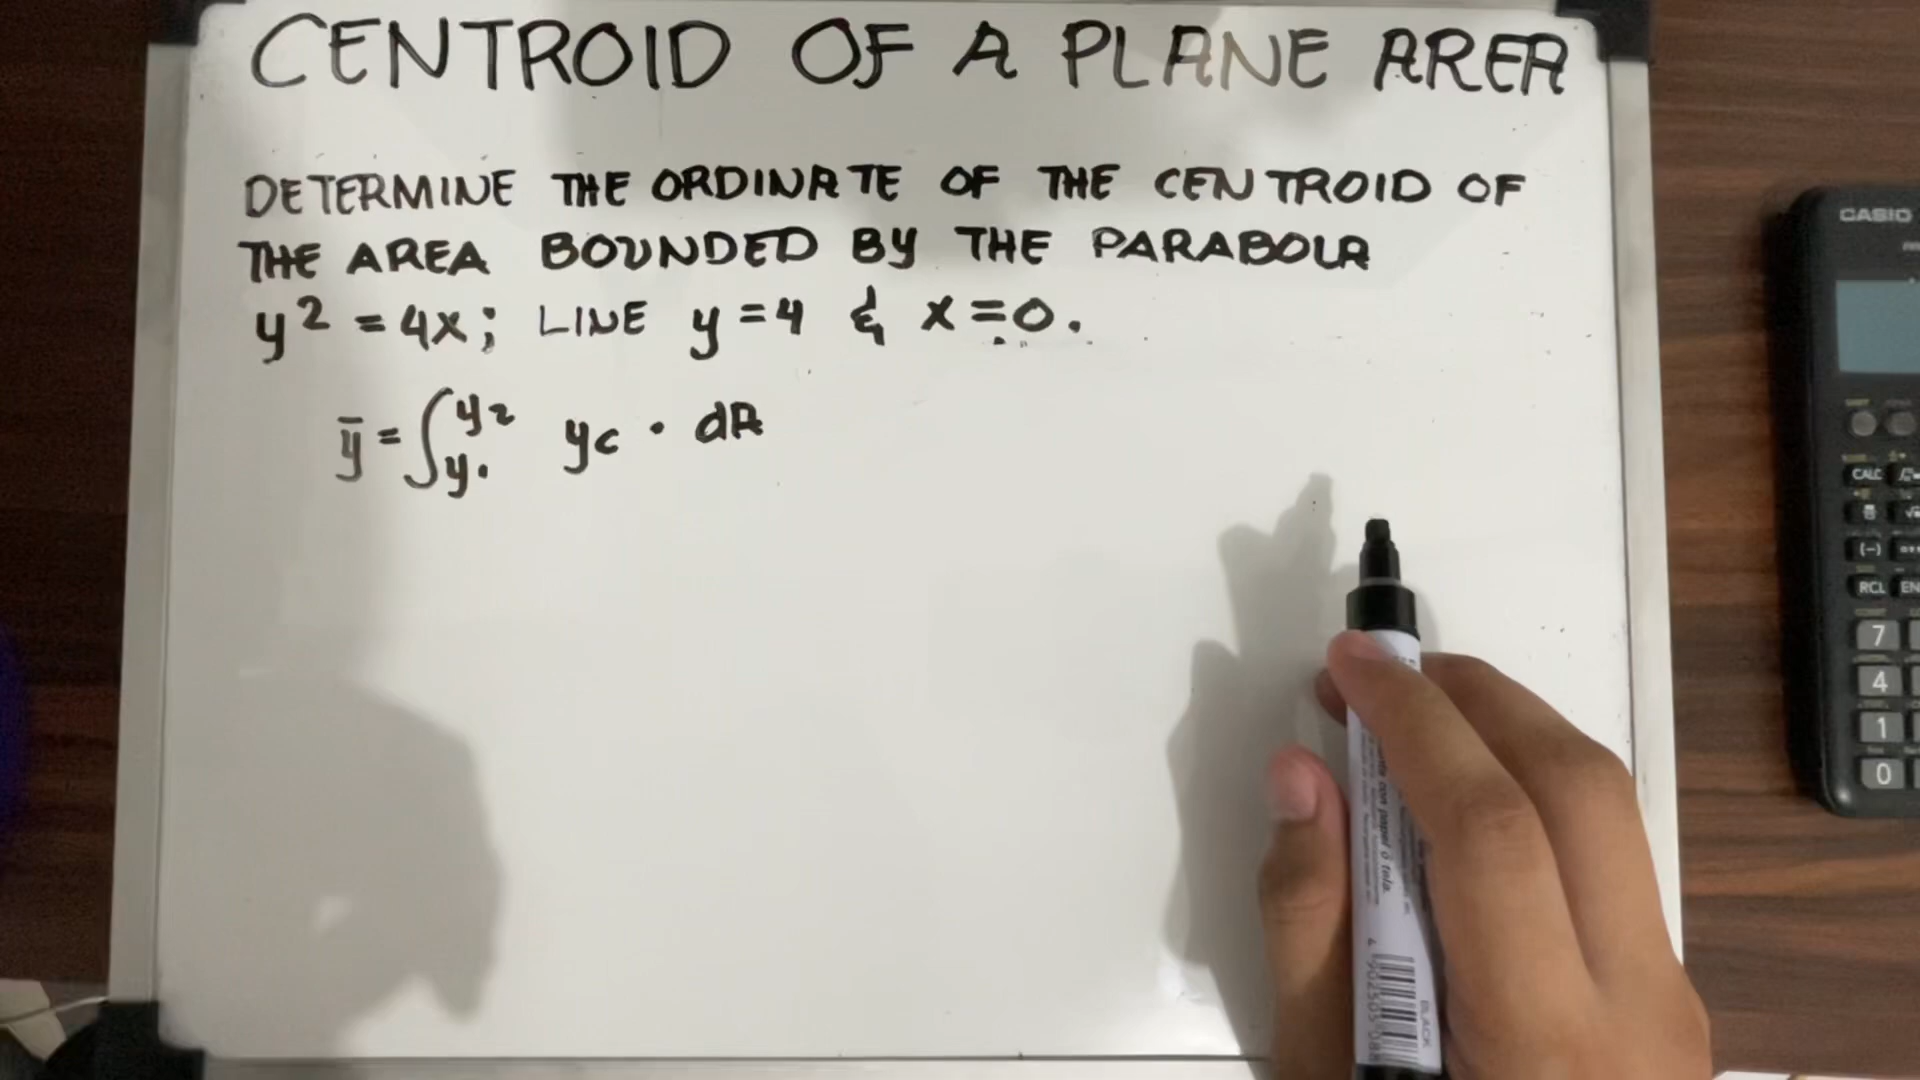 CENTROID OF A PLANE AREA
DETERMINE THE ORDINATE OF THE CENTROID OF
THE AREA BOUNDED BY THE PARABOLA
y² = 4x; LINE y = 4 & x = 0.
ȳ = ∫_{y₁}^{y₂} yc · dA
CASIO
CALC
(-)
RCL
7
4
1
0
BLACK